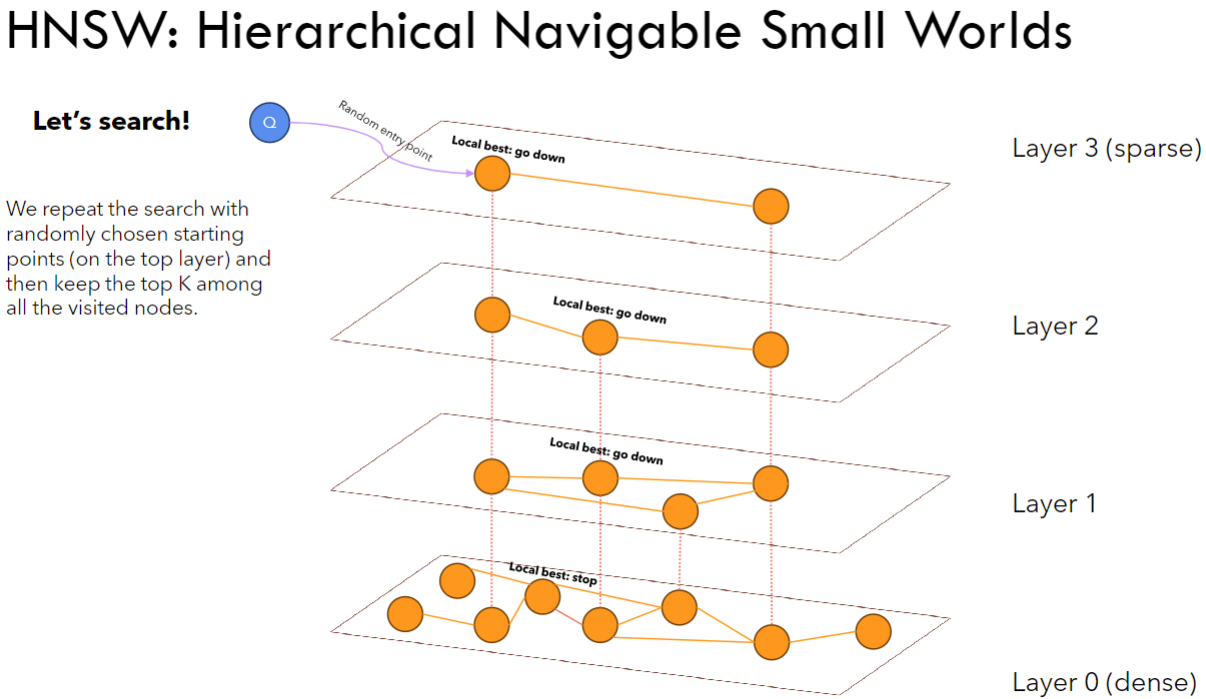 HNSW: Hierarchical Navigable Small Worlds
Let's search!
Q
Random entry point
Local best: go down
Layer 3 (sparse)
We repeat the search with
randomly chosen starting
points (on the top layer) and
then keep the top K among
all the visited nodes.
Local best: go down
Layer 2
Local best: go down
Layer 1
Local best: stop
Layer 0 (dense)